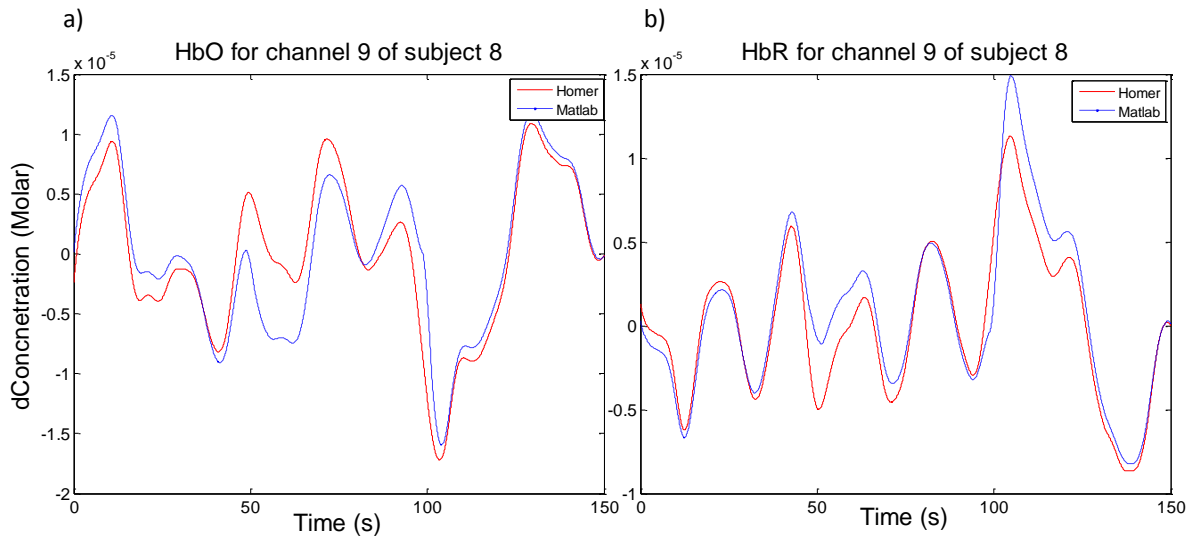 a)
HbO for channel 9 of subject 8
x 10⁻⁵
1.5
1
0.5
0
-0.5
-1
-1.5
-2
0
50
100
150
dConcnetration (Molar)
Time (s)
Homer
Matlab
b)
HbR for channel 9 of subject 8
x 10⁻⁵
1.5
1
0.5
0
-0.5
-1
0
50
100
150
Time (s)
Homer
Matlab